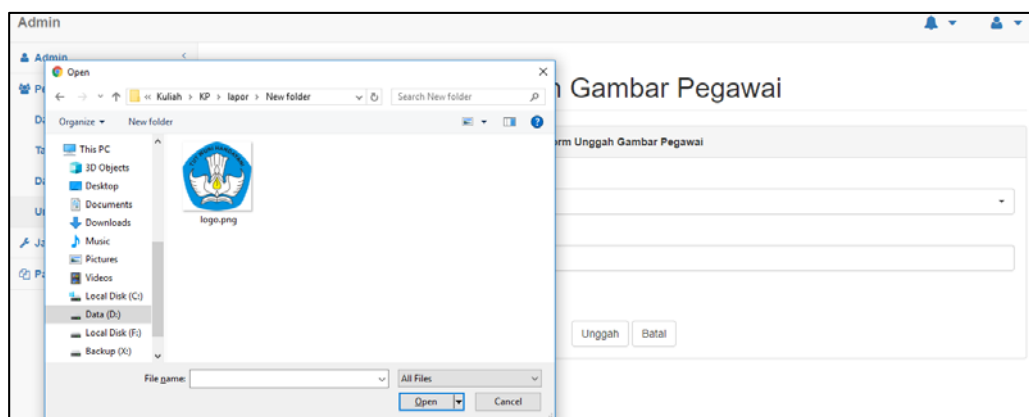 Admin
Admin
Open
« Kuliah > KP > lapor > New folder
Search New folder
Gambar Pegawai
Organize
New folder
This PC
3D Objects
Desktop
Documents
Downloads
Music
Pictures
Videos
Local Disk (C:)
Data (D:)
Local Disk (F:)
Backup (X:)
logo.png
Unggah Gambar Pegawai
Unggah
Batal
File name:
All Files
Open
Cancel